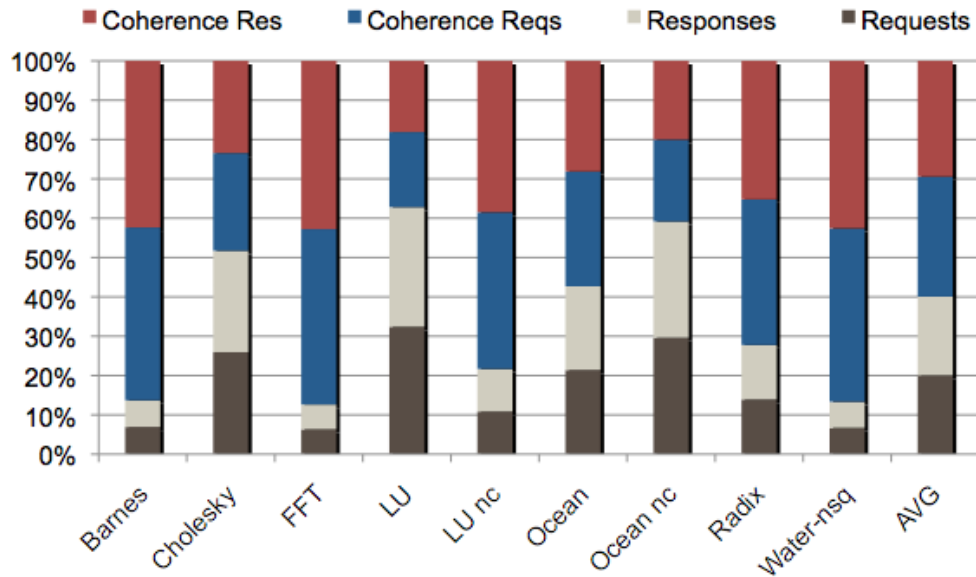 Coherence Res Coherence Reqs Responses Requests
100%
90%
80%
70%
60%
50%
40%
30%
20%
10%
0%
Barnes
Cholesky
FFT
LU
LU nc
Ocean
Ocean nc
Radix
Water-nsq
AVG